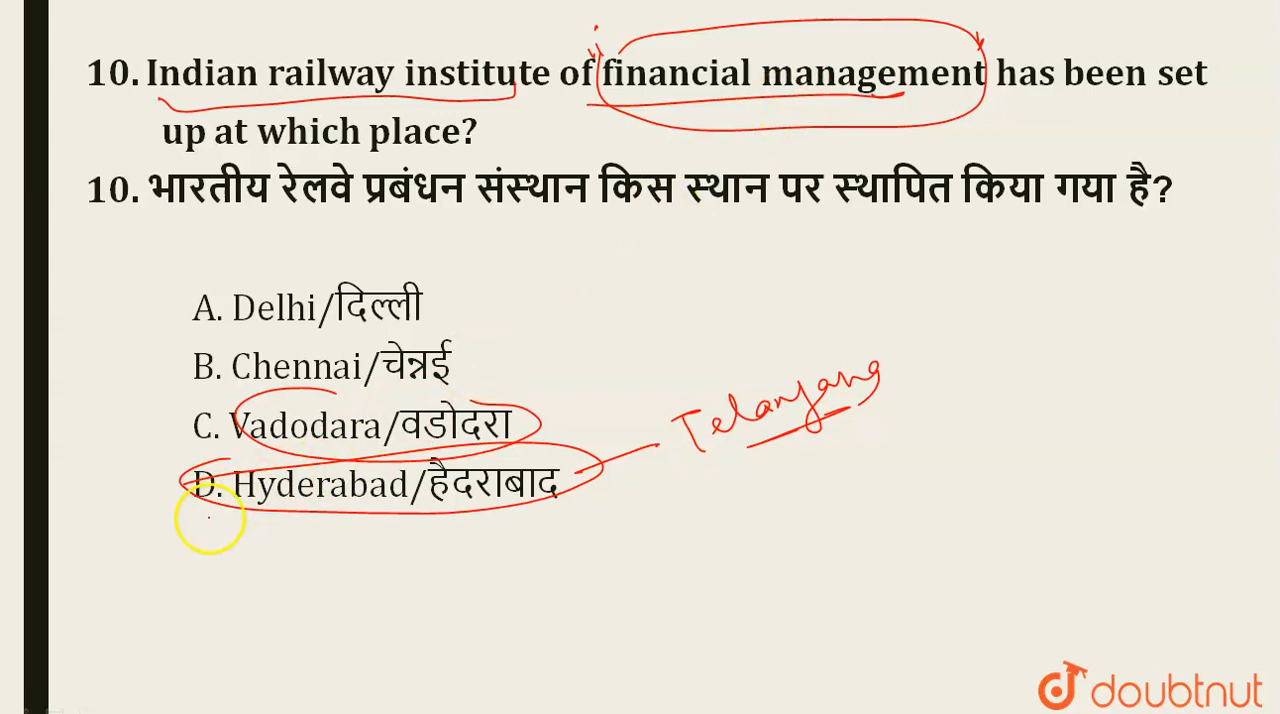 10. Indian railway institute of financial management has been set
up at which place?
10. भारतीय रेलवे प्रबंधन संस्थान किस स्थान पर स्थापित किया गया है?
A. Delhi/दिल्ली
B. Chennai/चेन्नई
C. Vadodara/वडोदरा
D. Hyderabad/हैदराबाद
Telangana
doubtnut